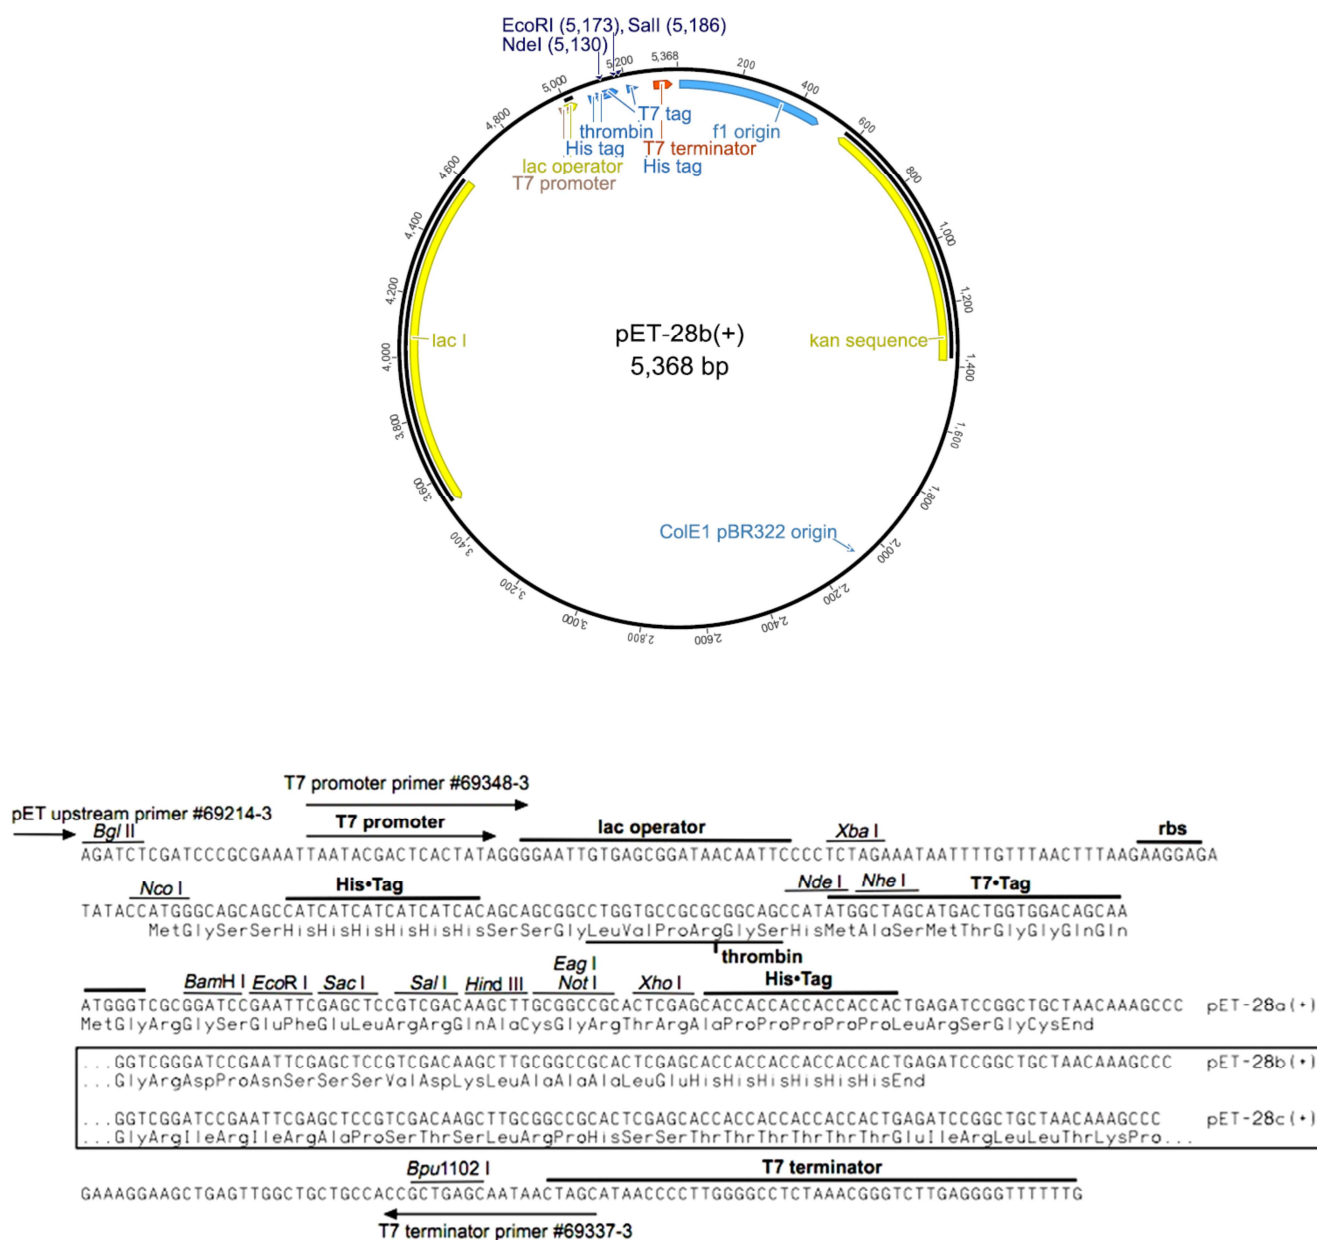 EcoRI (5,173), SalI (5,186)
NdeI (5,130)
5,000
5,200
5,368
200
400
600
800
1,000
1,200
1,400
1,600
1,800
2,000
2,200
2,400
2,600
2,800
3,000
3,200
3,400
3,600
3,800
4,000
4,200
4,400
4,600
4,800
T7 tag
thrombin
f1 origin
His tag
T7 terminator
lac operator
His tag
T7 promoter
lac I
pET-28b(+)
5,368 bp
kan sequence
ColE1 pBR322 origin
T7 promoter primer #69348-3
pET upstream primer #69214-3
Bgl II
T7 promoter
lac operator
Xba I
rbs
AGATCTCGATCCCGCGAAATTAATACGACTCACTATAGGGGAATTGTGAGCGGATAACAATTCCCCTCTAGAAATAATTTTGTTTAACTTTAAGAAGGAGA
Nco I
His•Tag
Nde I
Nhe I
T7•Tag
TATACCATGGGCAGCAGCCATCATCATCATCATCACAGCAGCGGCCTGGTGCCGCGCGGCAGCCATATGGCTAGCATGACTGGTGGACAGCAA
MetGlySerSerHisHisHisHisHisHisSerSerGlyLeuValProArgGlySerHisMetAlaSerMetThrGlyGlyGlnGln
thrombin
BamH I
EcoR I
Sac I
Sal I
Hind III
Eag I
Not I
Xho I
His•Tag
ATGGGTCGCGGATCCGAATTCGAGCTCCGTCGACAAGCTTGCGGCCGCACTCGAGCACCACCACCACCACCACTGAGATCCGGCTGCTAACAAAGCCC pET-28a(+)
MetGlyArgGlySerGluPheGluLeuArgArgGlnAlaCysGlyArgThrArgAlaProProProProProLeuArgSerGlyCysEnd
...GGTCGGGATCCGAATTCGAGCTCCGTCGACAAGCTTGCGGCCGCACTCGAGCACCACCACCACCACCACTGAGATCCGGCTGCTAACAAAGCCC pET-28b(+)
...GlyArgAspProAsnSerSerSerValAspLysLeuAlaAlaAlaLeuGluHisHisHisHisHisHisEnd
...GGTCGGATCCGAATTCGAGCTCCGTCGACAAGCTTGCGGCCGCACTCGAGCACCACCACCACCACCACTGAGATCCGGCTGCTAACAAAGCCC pET-28c(+)
...GlyArgIleArgIleArgAlaProSerThrSerLeuArgProHisSerSerThrThrThrThrThrThrGluIleArgLeuLeuThrLysPro...
Bpu1102 I
T7 terminator
GAAAGGAAGCTGAGTTGGCTGCTGCCACCGCTGAGCAATAACTAGCATAACCCCTTGGGGCCTCTAAACGGGTCTTGAGGGGTTTTTTG
T7 terminator primer #69337-3